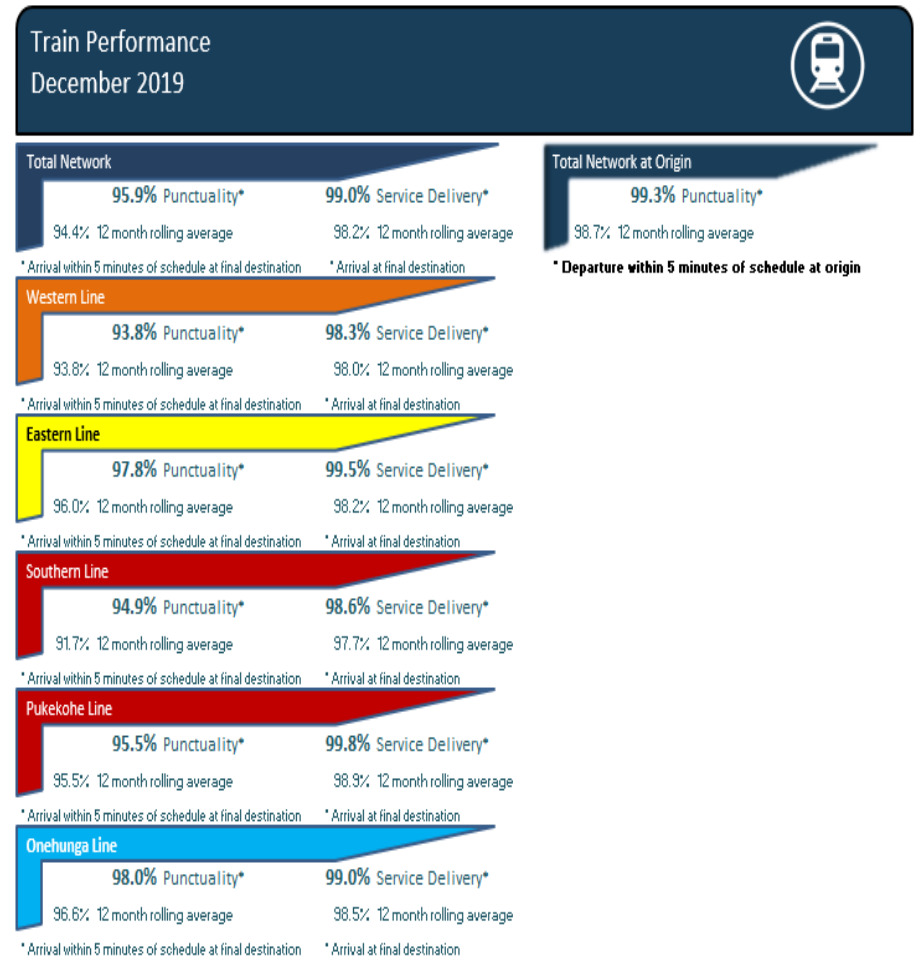 Train Performance
December 2019
Total Network
95.9% Punctuality* 99.0% Service Delivery*
94.4% 12 month rolling average 98.2% 12 month rolling average
* Arrival within 5 minutes of schedule at final destination * Arrival at final destination
Total Network at Origin
99.3% Punctuality*
98.7% 12 month rolling average
* Departure within 5 minutes of schedule at origin
Western Line
93.8% Punctuality* 98.3% Service Delivery*
93.8% 12 month rolling average 98.0% 12 month rolling average
* Arrival within 5 minutes of schedule at final destination * Arrival at final destination
Eastern Line
97.8% Punctuality* 99.5% Service Delivery*
96.0% 12 month rolling average 98.2% 12 month rolling average
* Arrival within 5 minutes of schedule at final destination * Arrival at final destination
Southern Line
94.9% Punctuality* 98.6% Service Delivery*
91.7% 12 month rolling average 97.7% 12 month rolling average
* Arrival within 5 minutes of schedule at final destination * Arrival at final destination
Pukekohe Line
95.5% Punctuality* 99.8% Service Delivery*
95.5% 12 month rolling average 98.9% 12 month rolling average
* Arrival within 5 minutes of schedule at final destination * Arrival at final destination
Onehunga Line
98.0% Punctuality* 99.0% Service Delivery*
96.6% 12 month rolling average 98.5% 12 month rolling average
* Arrival within 5 minutes of schedule at final destination * Arrival at final destination